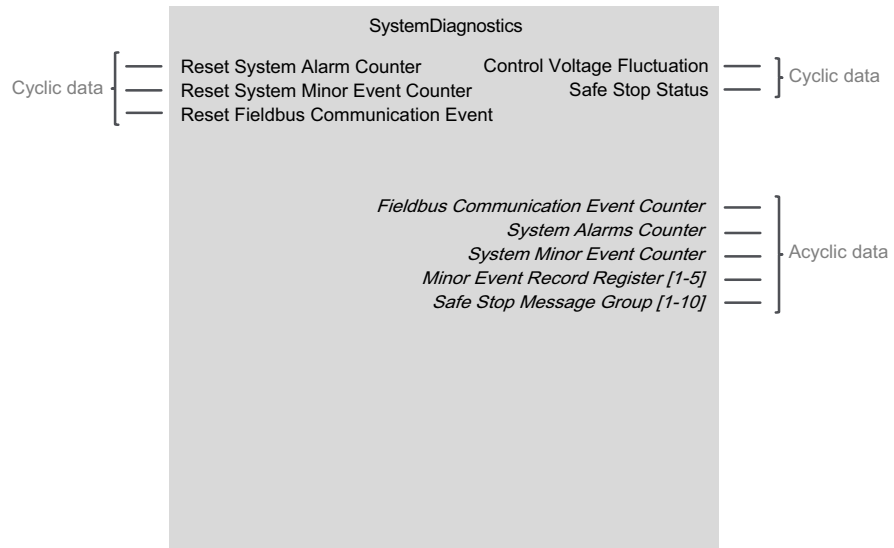 SystemDiagnostics
Cyclic data
Reset System Alarm Counter
Reset System Minor Event Counter
Reset Fieldbus Communication Event
Control Voltage Fluctuation
Safe Stop Status
Cyclic data
Fieldbus Communication Event Counter
System Alarms Counter
System Minor Event Counter
Minor Event Record Register [1-5]
Safe Stop Message Group [1-10]
Acyclic data